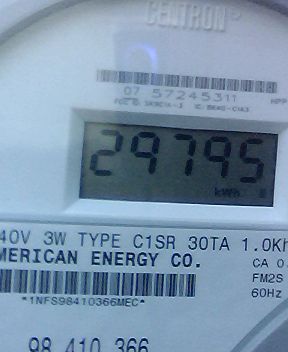 CENTRON
07 57245311
29795
kWh
40V 3W TYPE C1SR 30TA 1.0Kh
MERICAN ENERGY CO.
CA 0.
FM2S
60Hz
*1NFS98410366MEC*
98 410 366